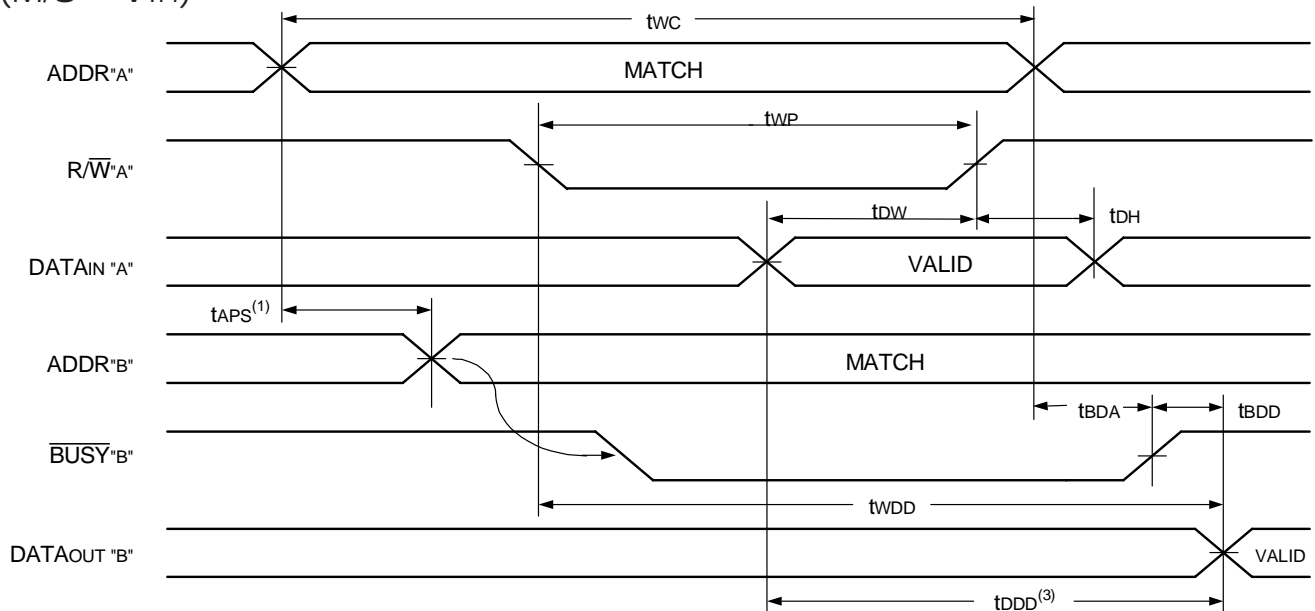 tWC
ADDR"A"
MATCH
tWP
R/W̅"A"
tDW
tDH
DATAIN "A"
VALID
tAPS(1)
ADDR"B"
MATCH
tBDA
tBDD
B̅U̅S̅Y̅"B"
tWDD
DATAOUT "B"
VALID
tDDD(3)